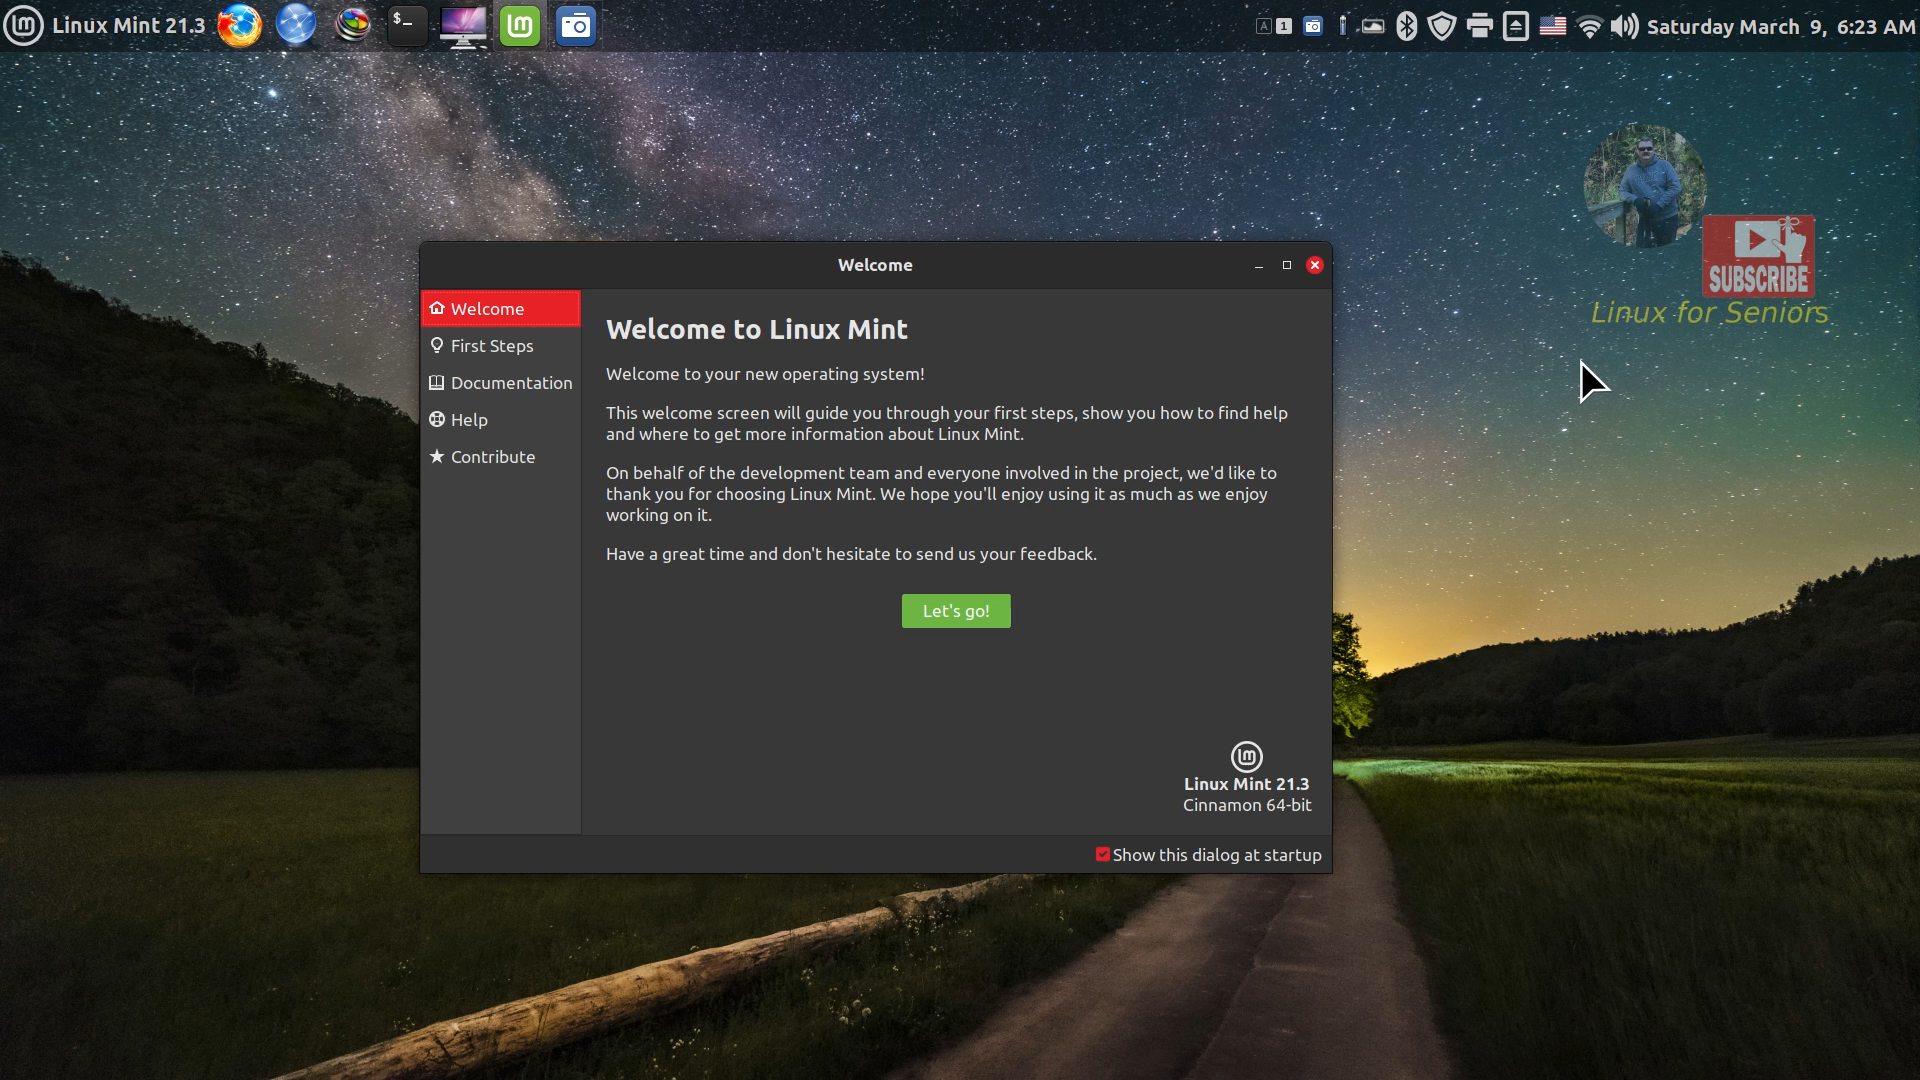 Linux Mint 21.3
$_
A
1
Saturday March 9, 6:23 AM
SUBSCRIBE
Linux for Seniors
Welcome
Welcome
First Steps
Documentation
Help
Contribute
Welcome to Linux Mint
Welcome to your new operating system!
This welcome screen will guide you through your first steps, show you how to find help
and where to get more information about Linux Mint.
On behalf of the development team and everyone involved in the project, we'd like to
thank you for choosing Linux Mint. We hope you'll enjoy using it as much as we enjoy
working on it.
Have a great time and don't hesitate to send us your feedback.
Let's go!
Linux Mint 21.3
Cinnamon 64-bit
Show this dialog at startup